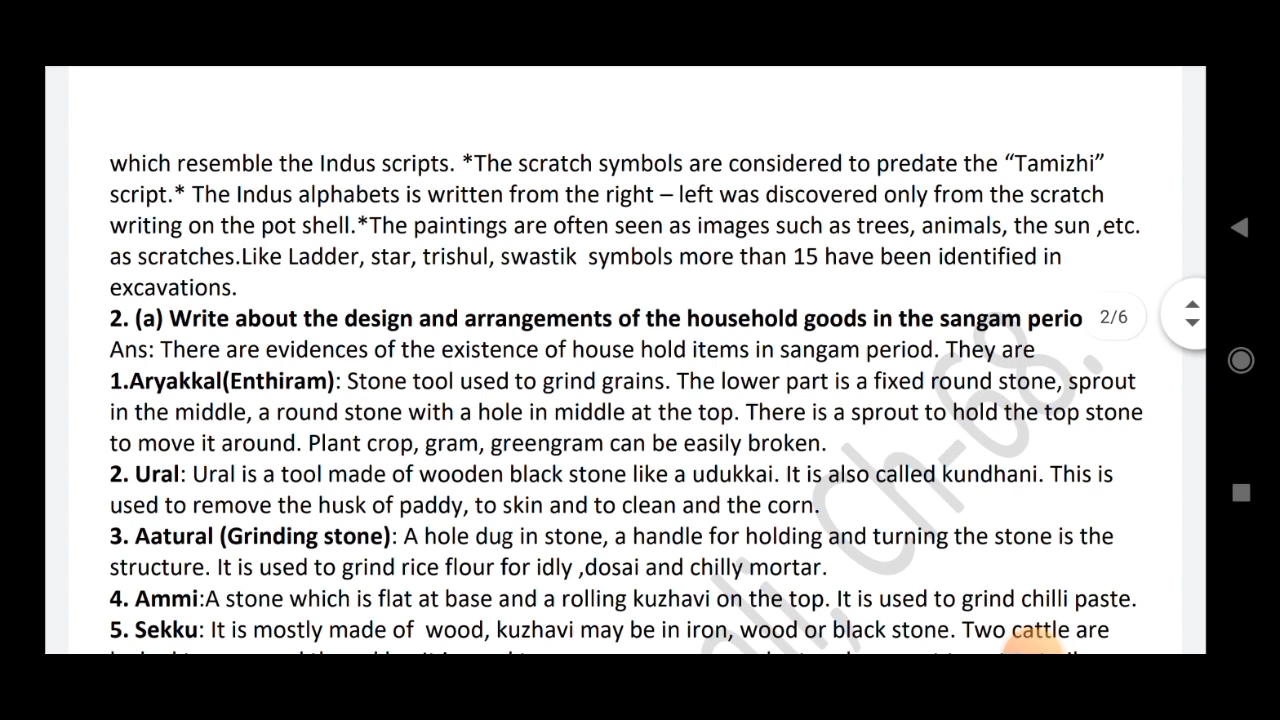 which resemble the Indus scripts. *The scratch symbols are considered to predate the “Tamizhi”
script.* The Indus alphabets is written from the right – left was discovered only from the scratch
writing on the pot shell.*The paintings are often seen as images such as trees, animals, the sun ,etc.
as scratches.Like Ladder, star, trishul, swastik  symbols more than 15 have been identified in
excavations.
2. (a) Write about the design and arrangements of the household goods in the sangam perio
2/6
Ans: There are evidences of the existence of house hold items in sangam period. They are
1.Aryakkal(Enthiram): Stone tool used to grind grains. The lower part is a fixed round stone, sprout
in the middle, a round stone with a hole in middle at the top. There is a sprout to hold the top stone
to move it around. Plant crop, gram, greengram can be easily broken.
2. Ural: Ural is a tool made of wooden black stone like a udukkai. It is also called kundhani. This is
used to remove the husk of paddy, to skin and to clean and the corn.
3. Aatural (Grinding stone): A hole dug in stone, a handle for holding and turning the stone is the
structure. It is used to grind rice flour for idly ,dosai and chilly mortar.
4. Ammi:A stone which is flat at base and a rolling kuzhavi on the top. It is used to grind chilli paste.
5. Sekku: It is mostly made of  wood, kuzhavi may be in iron, wood or black stone. Two cattle are
Ch-68.